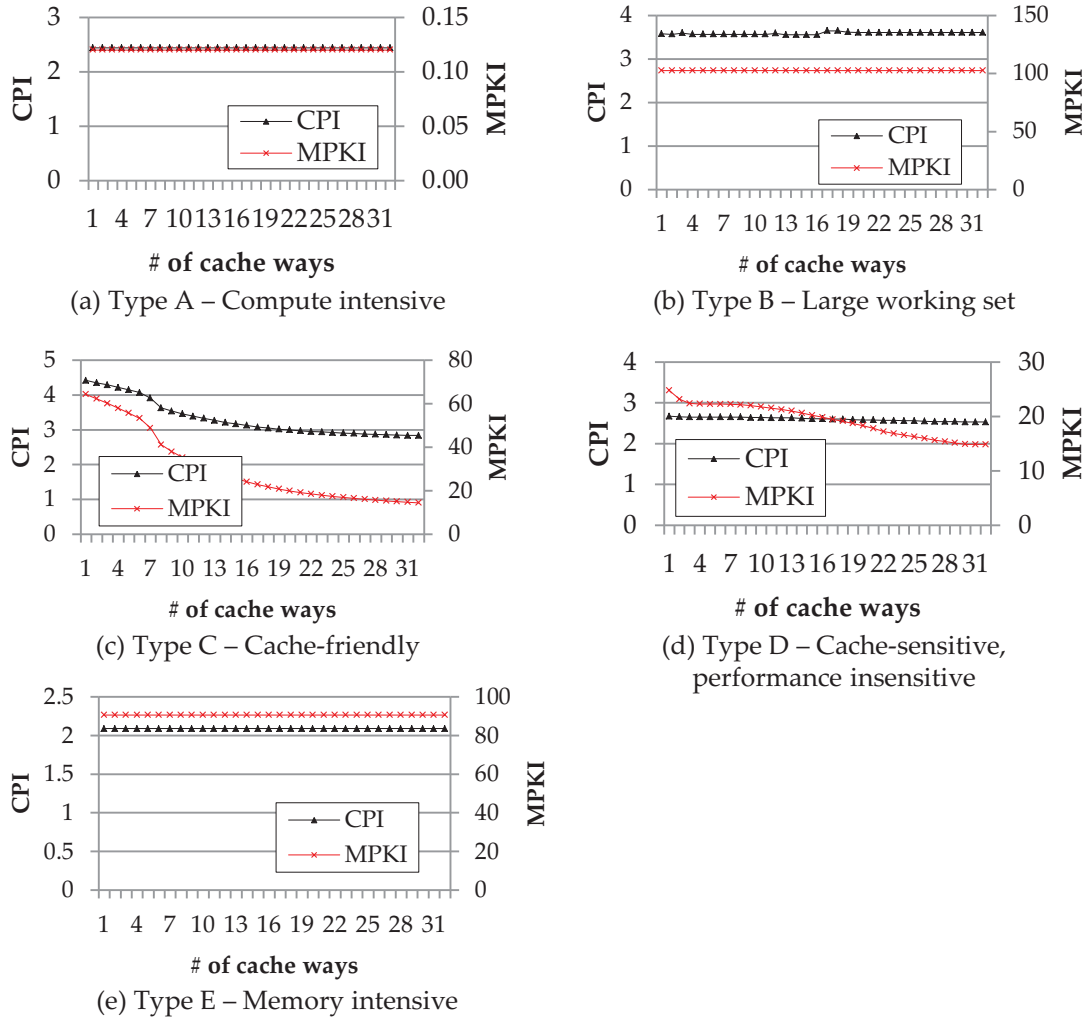 3
2
1
0
CPI
0.15
0.10
0.05
0.00
MPKI
CPI
MPKI
1 4 7 10 13 16 19 22 25 28 31
# of cache ways
(a) Type A – Compute intensive
4
3
2
1
0
CPI
150
100
50
0
MPKI
CPI
MPKI
1 4 7 10 13 16 19 22 25 28 31
# of cache ways
(b) Type B – Large working set
5
4
3
2
1
0
CPI
80
60
40
20
0
MPKI
CPI
MPKI
1 4 7 10 13 16 19 22 25 28 31
# of cache ways
(c) Type C – Cache-friendly
4
3
2
1
0
CPI
30
20
10
0
MPKI
CPI
MPKI
1 4 7 10 13 16 19 22 25 28 31
# of cache ways
(d) Type D – Cache-sensitive,
performance insensitive
2.5
2
1.5
1
0.5
0
CPI
100
80
60
40
20
0
MPKI
CPI
MPKI
1 4 7 10 13 16 19 22 25 28 31
# of cache ways
(e) Type E – Memory intensive